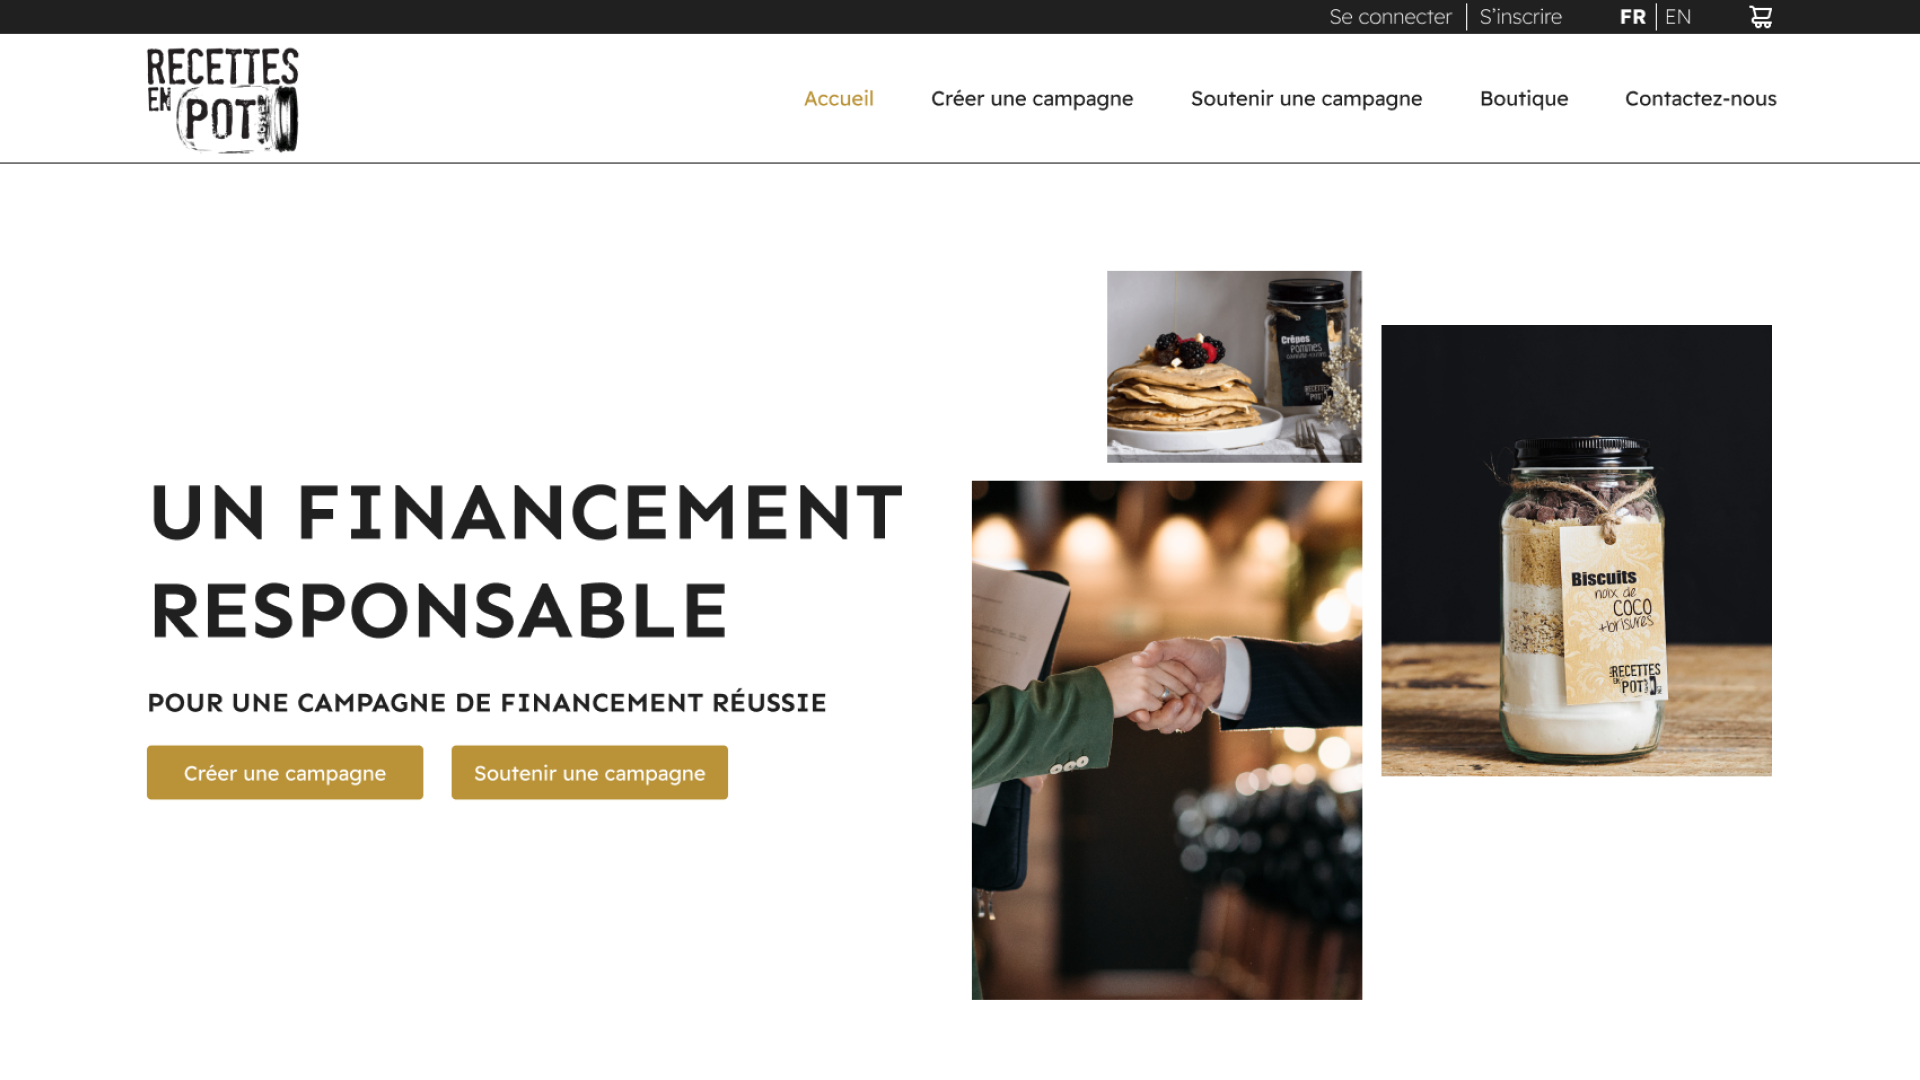 Se connecter S'inscrire FR EN
RECETTES
EN POT
Accueil Créer une campagne Soutenir une campagne Boutique Contactez-nous
Crêpes
pommes
RECETTES
POT
UN FINANCEMENT
RESPONSABLE
POUR UNE CAMPAGNE DE FINANCEMENT RÉUSSIE
Créer une campagne Soutenir une campagne
Biscuits
noix de
COCO
+brisures
RECETTES
EN POT